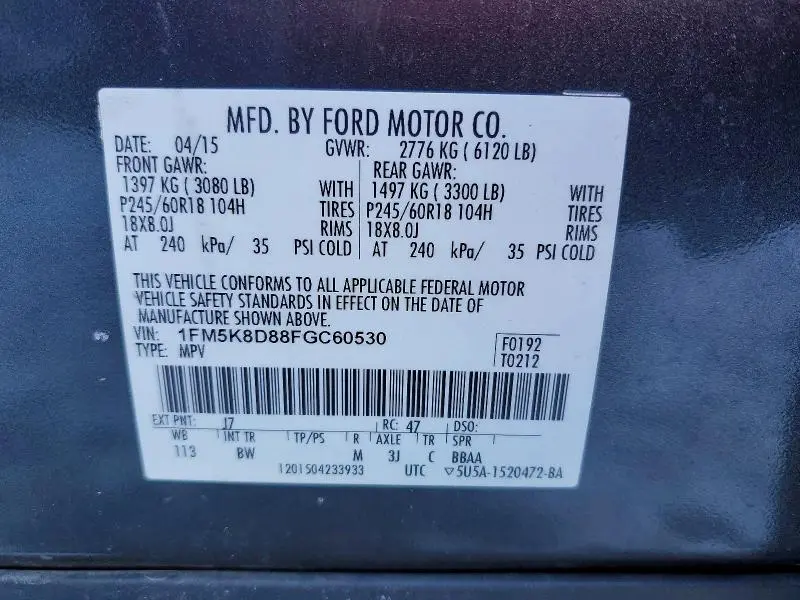 MFD. BY FORD MOTOR CO.
DATE: 04/15 GVWR: 2776 KG ( 6120 LB)
FRONT GAWR: REAR GAWR:
1397 KG ( 3080 LB) WITH 1497 KG ( 3300 LB) WITH
P245/60R18 104H TIRES P245/60R18 104H TIRES
18X8.0J RIMS 18X8.0J RIMS
AT 240 kPa/ 35 PSI COLD AT 240 kPa/ 35 PSI COLD
THIS VEHICLE CONFORMS TO ALL APPLICABLE FEDERAL MOTOR
VEHICLE SAFETY STANDARDS IN EFFECT ON THE DATE OF
MANUFACTURE SHOWN ABOVE.
VIN: 1FM5K8D88FGC60530 F0192
TYPE: MPV T0212
EXT PNT: J7 RC: 47 DSO:
WB INT TR TP/PS R AXLE TR SPR
113 BW M 3J C BBAA
1201504233933 UTC ▽5U5A-1520472-BA